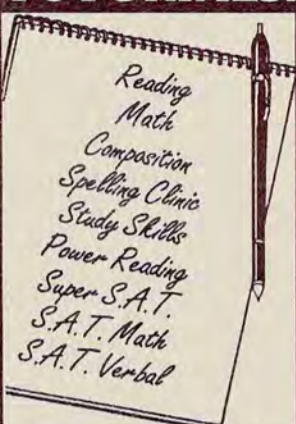 Reading
Math
Composition
Spelling Clinic
Study Skills
Power Reading
Super S.A.T.
S.A.T. Math
S.A.T. Verbal